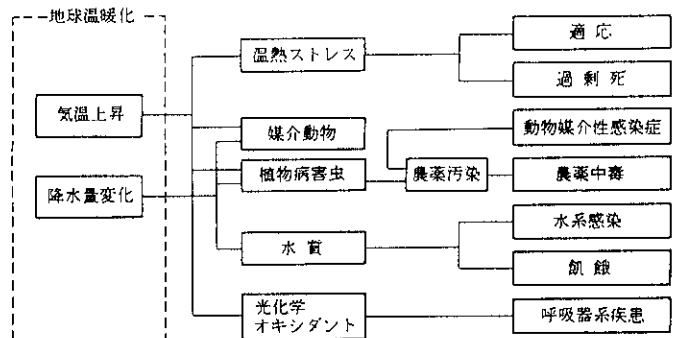 地球温暖化
気温上昇
降水量変化
温熱ストレス
媒介動物
植物病害虫
水質
光化学
オキシダント
農薬汚染
適応
過剰死
動物媒介性感染症
農薬中毒
水系感染
飢餓
呼吸器系疾患